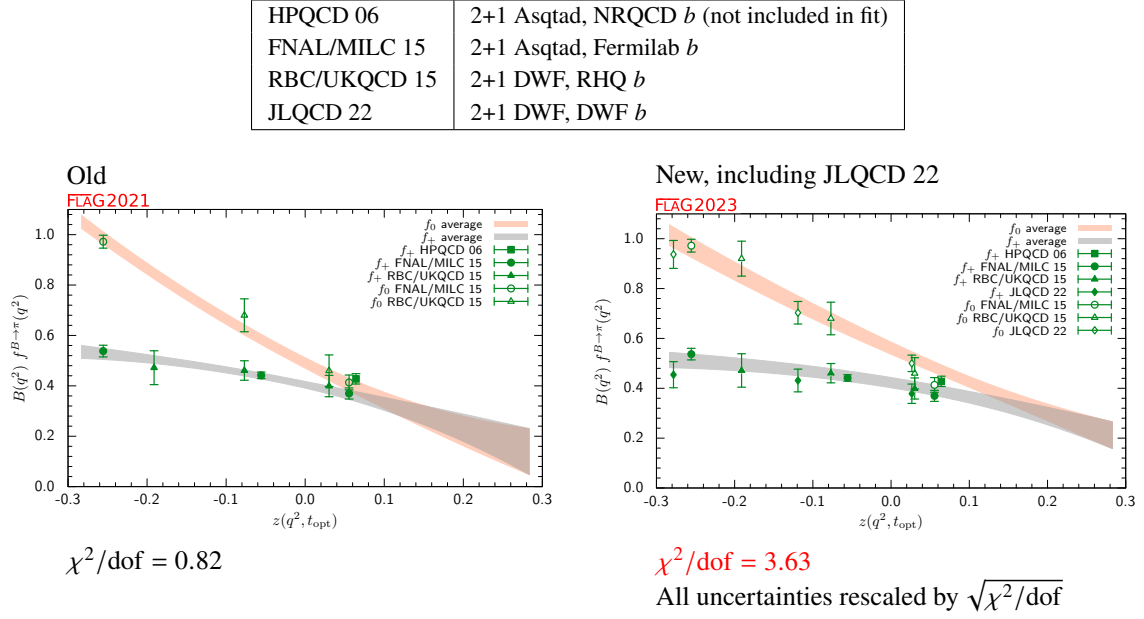 HPQCD 06 2+1 Asqtad, NRQCD b (not included in fit)
FNAL/MILC 15 2+1 Asqtad, Fermilab b
RBC/UKQCD 15 2+1 DWF, RHQ b
JLQCD 22 2+1 DWF, DWF b
Old
FLAG2021
f₀ average
f₊ average
f₊ HPQCD 06
f₊ FNAL/MILC 15
f₊ RBC/UKQCD 15
f₀ FNAL/MILC 15
f₀ RBC/UKQCD 15
B(q²) f^{B→π}(q²)
1.0
0.8
0.6
0.4
0.2
0.0
-0.3 -0.2 -0.1 0.0 0.1 0.2 0.3
z(q², t_opt)
χ²/dof = 0.82
New, including JLQCD 22
FLAG2023
f₀ average
f₊ average
f₊ HPQCD 06
f₊ FNAL/MILC 15
f₊ RBC/UKQCD 15
f₊ JLQCD 22
f₀ FNAL/MILC 15
f₀ RBC/UKQCD 15
f₀ JLQCD 22
B(q²) f^{B→π}(q²)
1.0
0.8
0.6
0.4
0.2
0.0
-0.3 -0.2 -0.1 0.0 0.1 0.2 0.3
z(q², t_opt)
χ²/dof = 3.63
All uncertainties rescaled by √χ²/dof